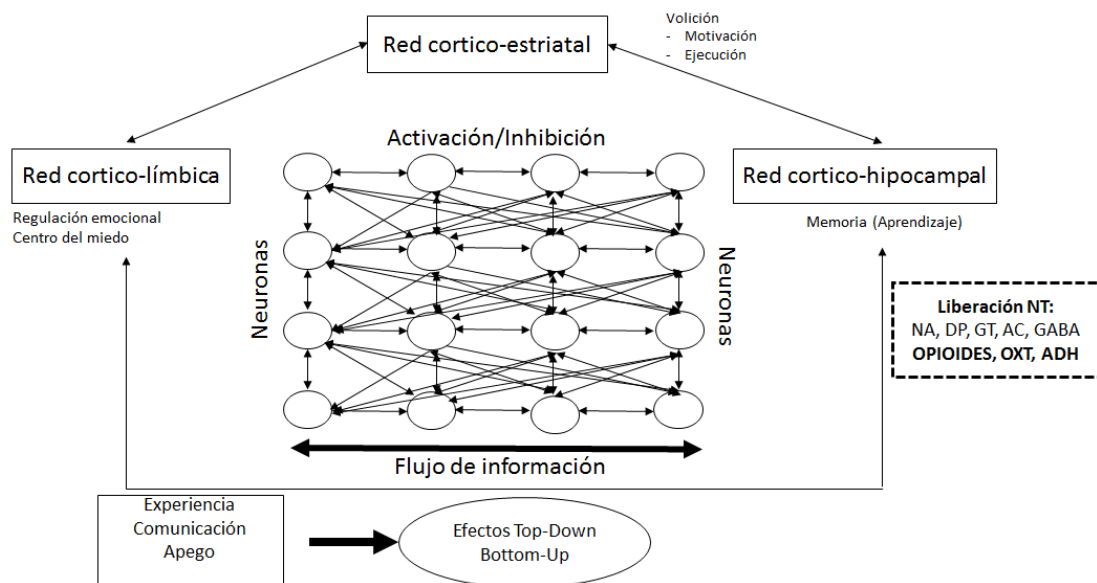 Red cortico-estriatal
Volición
- Motivación
- Ejecución
Activación/Inhibición
Red cortico-límbica
Regulación emocional
Centro del miedo
Red cortico-hipocampal
Memoria (Aprendizaje)
Neuronas
Neuronas
Liberación NT:
NA, DP, GT, AC, GABA
OPIOIDES, OXT, ADH
Flujo de información
Experiencia
Comunicación
Apego
Efectos Top-Down
Bottom-Up